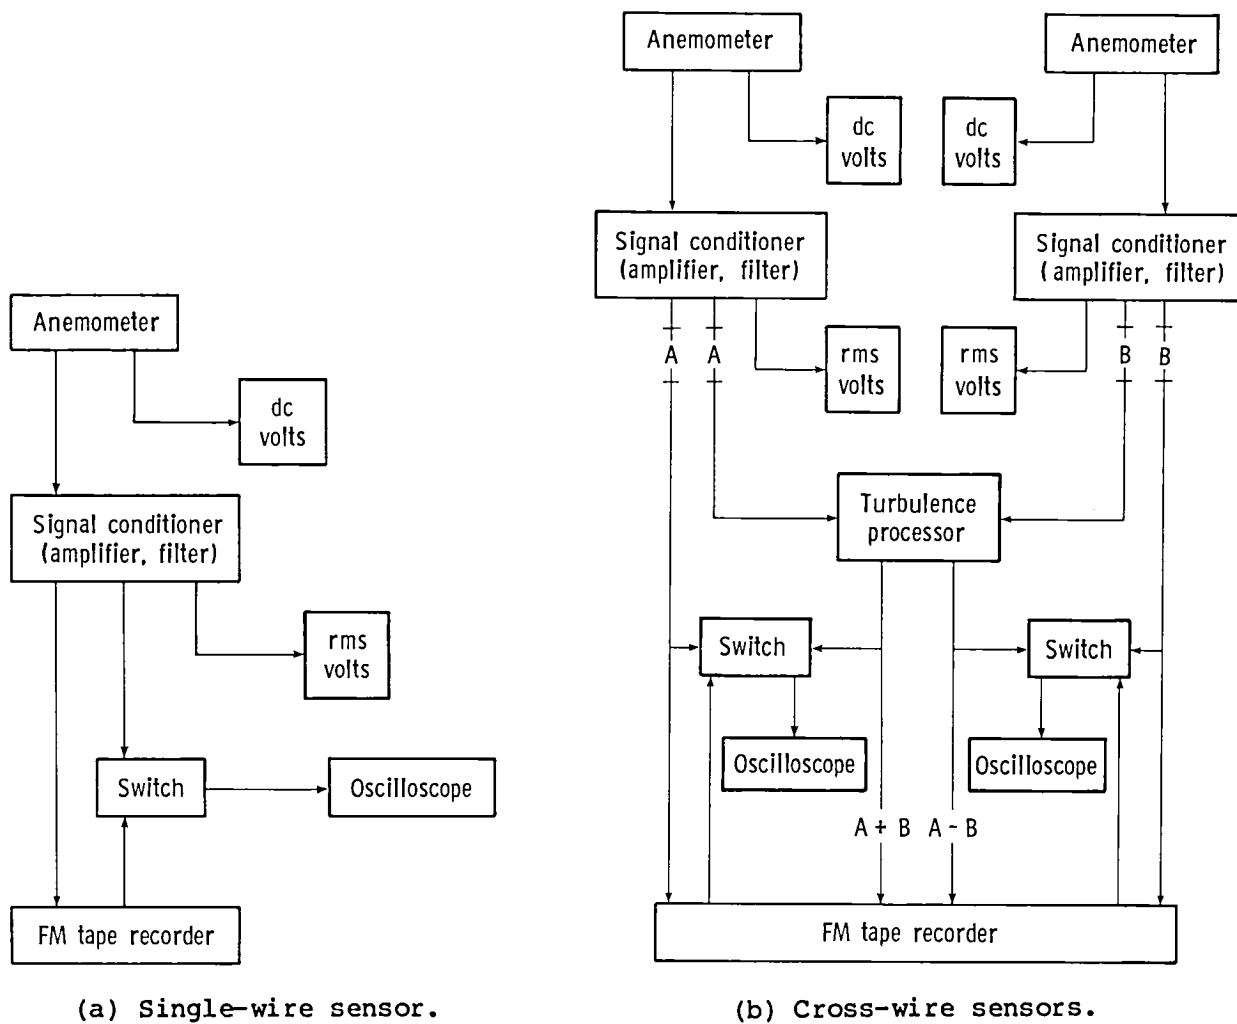 Anemometer
dc
volts
Signal conditioner
(amplifier, filter)
rms
volts
Switch
Oscilloscope
FM tape recorder
(a) Single-wire sensor.
Anemometer
Anemometer
dc
volts
dc
volts
Signal conditioner
(amplifier, filter)
Signal conditioner
(amplifier, filter)
A
A
rms
volts
rms
volts
B
B
Turbulence
processor
Switch
Switch
Oscilloscope
Oscilloscope
A + B
A - B
FM tape recorder
(b) Cross-wire sensors.